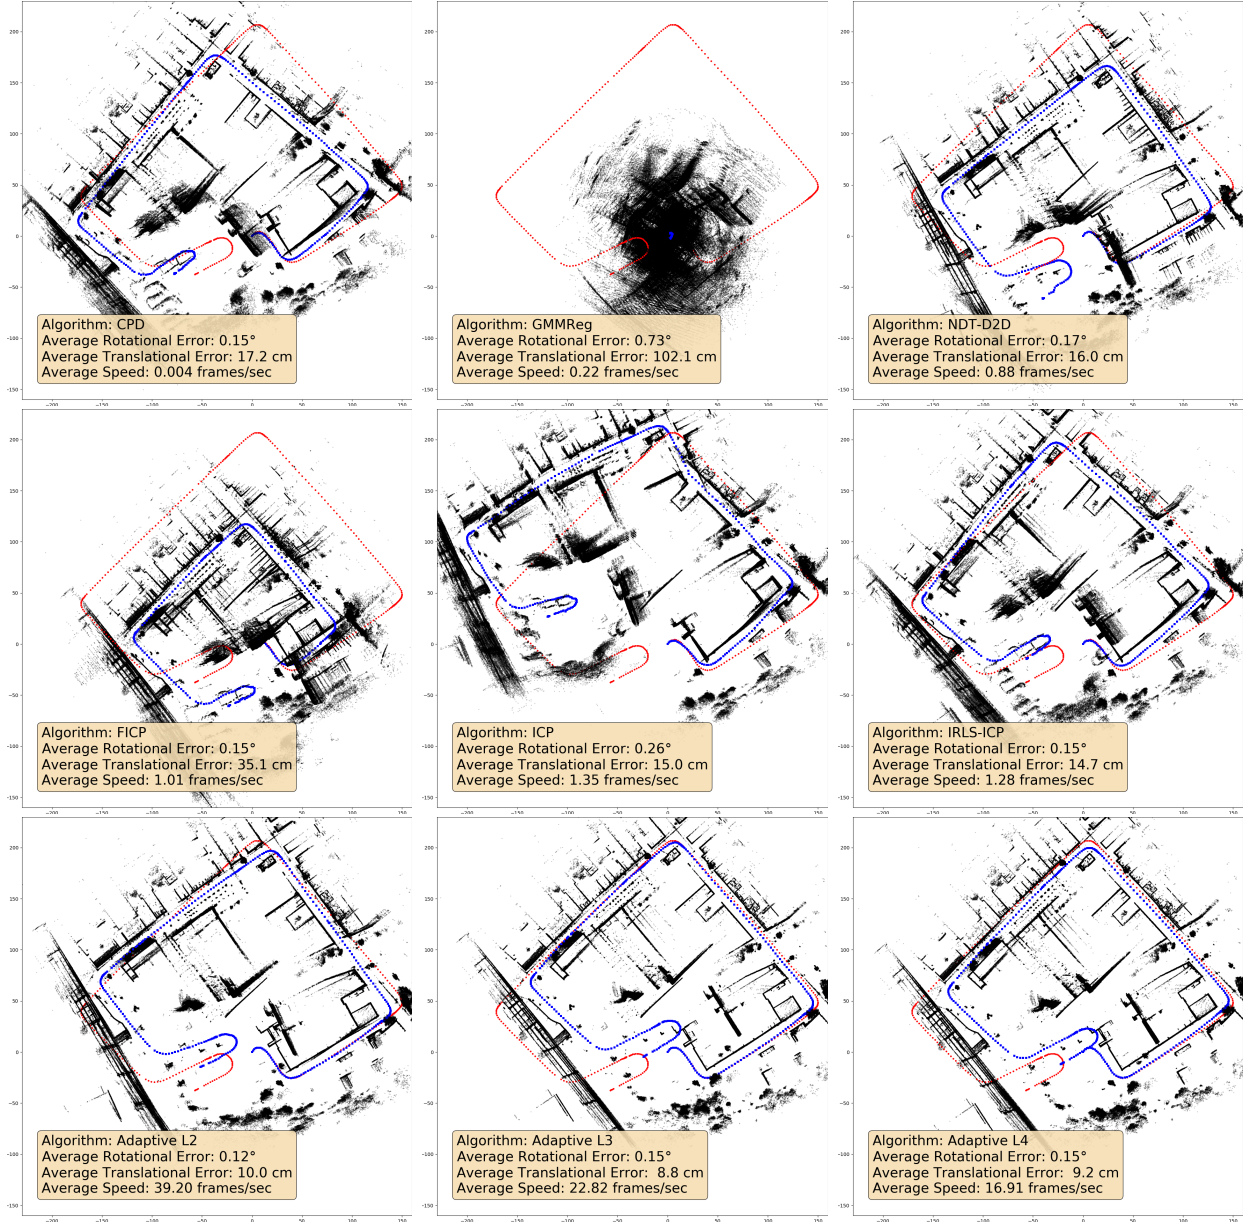 Algorithm: CPD
Average Rotational Error: 0.15°
Average Translational Error: 17.2 cm
Average Speed: 0.004 frames/sec
Algorithm: GMMReg
Average Rotational Error: 0.73°
Average Translational Error: 102.1 cm
Average Speed: 0.22 frames/sec
Algorithm: NDT-D2D
Average Rotational Error: 0.17°
Average Translational Error: 16.0 cm
Average Speed: 0.88 frames/sec
Algorithm: FICP
Average Rotational Error: 0.15°
Average Translational Error: 35.1 cm
Average Speed: 1.01 frames/sec
Algorithm: ICP
Average Rotational Error: 0.26°
Average Translational Error: 15.0 cm
Average Speed: 1.35 frames/sec
Algorithm: IRLS-ICP
Average Rotational Error: 0.15°
Average Translational Error: 14.7 cm
Average Speed: 1.28 frames/sec
Algorithm: Adaptive L2
Average Rotational Error: 0.12°
Average Translational Error: 10.0 cm
Average Speed: 39.20 frames/sec
Algorithm: Adaptive L3
Average Rotational Error: 0.15°
Average Translational Error: 8.8 cm
Average Speed: 22.82 frames/sec
Algorithm: Adaptive L4
Average Rotational Error: 0.15°
Average Translational Error: 9.2 cm
Average Speed: 16.91 frames/sec
-200 -150 -100 -50 0 50 100 150